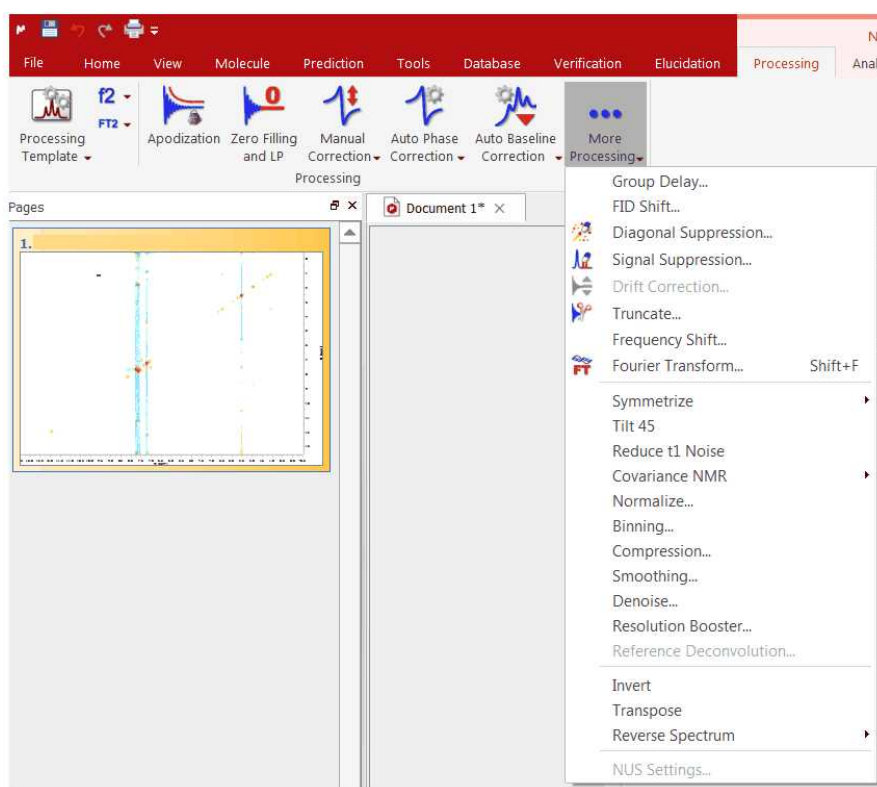 N
File Home View Molecule Prediction Tools Database Verification Elucidation Processing Anal
f2
FT2
Processing Template
Apodization
Zero Filling and LP
Manual Correction
Auto Phase Correction
Auto Baseline Correction
More Processing
Processing
Pages
Document 1*
1.
Group Delay...
FID Shift...
Diagonal Suppression...
Signal Suppression...
Drift Correction...
Truncate...
Frequency Shift...
FT Fourier Transform... Shift+F
Symmetrize
Tilt 45
Reduce t1 Noise
Covariance NMR
Normalize...
Binning...
Compression...
Smoothing...
Denoise...
Resolution Booster...
Reference Deconvolution...
Invert
Transpose
Reverse Spectrum
NUS Settings...